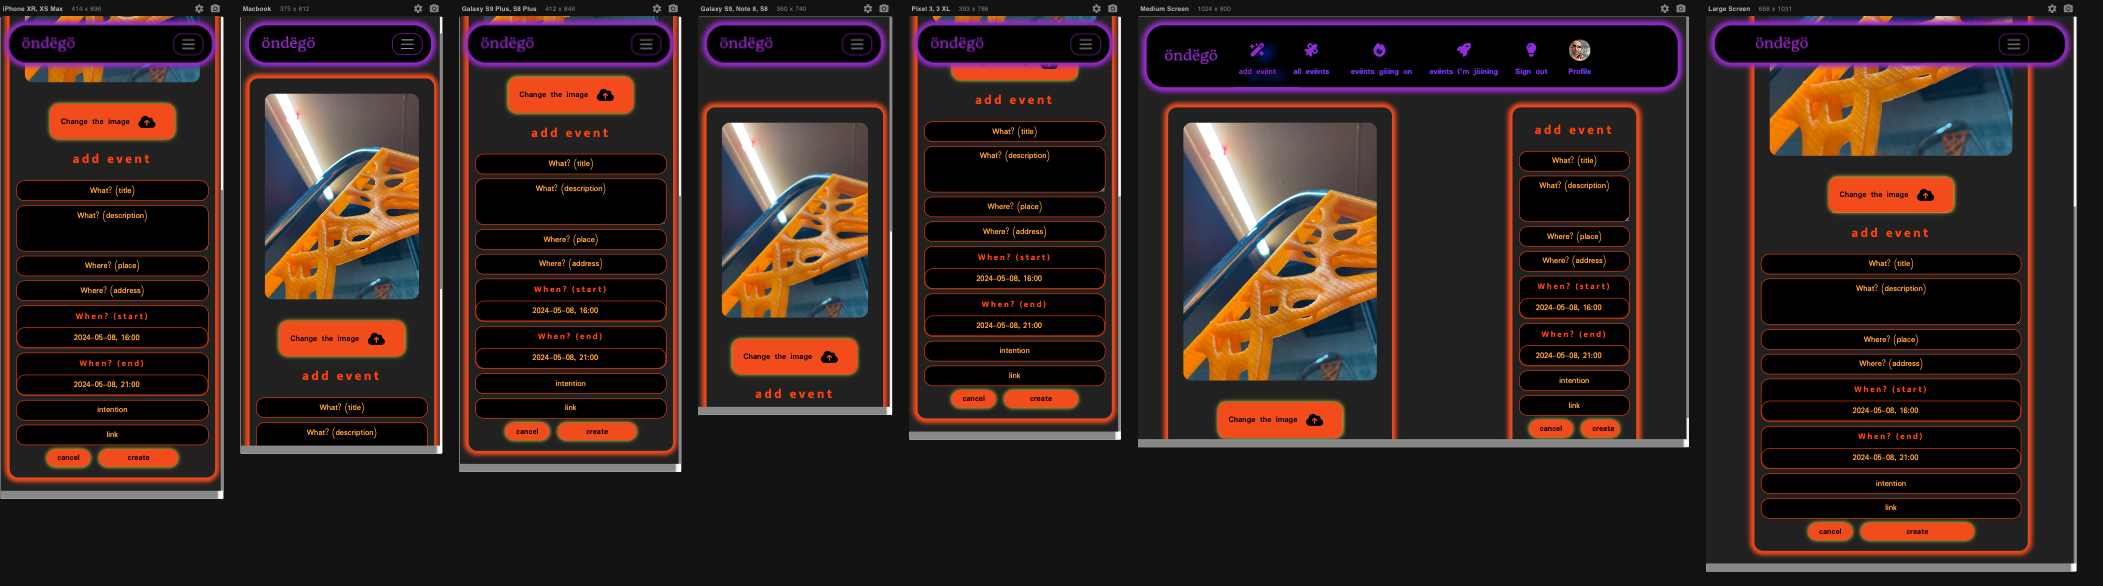 iPhone XR, XS Max 414 x 896
öndëgö
Change the image
add event
What? (title)
What? (description)
Where? (place)
Where? (address)
When? (start)
2024-05-08, 16:00
When? (end)
2024-05-08, 21:00
intention
link
cancel create
Macbook 375 x 812
öndëgö
Change the image
add event
What? (title)
What? (description)
Galaxy S9 Plus, S8 Plus 412 x 846
öndëgö
Change the image
add event
What? (title)
What? (description)
Where? (place)
Where? (address)
When? (start)
2024-05-08, 16:00
When? (end)
2024-05-08, 21:00
intention
link
cancel create
Galaxy S9, Note 8, S8 360 x 740
öndëgö
Change the image
add event
Pixel 3, 3 XL 393 x 786
öndëgö
add event
What? (title)
What? (description)
Where? (place)
Where? (address)
When? (start)
2024-05-08, 16:00
When? (end)
2024-05-08, 21:00
intention
link
cancel create
Medium Screen 1024 x 800
öndëgö
add evënt
all evënts
evënts göing on
evënts I'm jöining
Sign out
Profile
Change the image
add event
What? (title)
What? (description)
Where? (place)
Where? (address)
When? (start)
2024-05-08, 16:00
When? (end)
2024-05-08, 21:00
intention
link
cancel create
Large Screen 688 x 1031
öndëgö
Change the image
add event
What? (title)
What? (description)
Where? (place)
Where? (address)
When? (start)
2024-05-08, 16:00
When? (end)
2024-05-08, 21:00
intention
link
cancel create